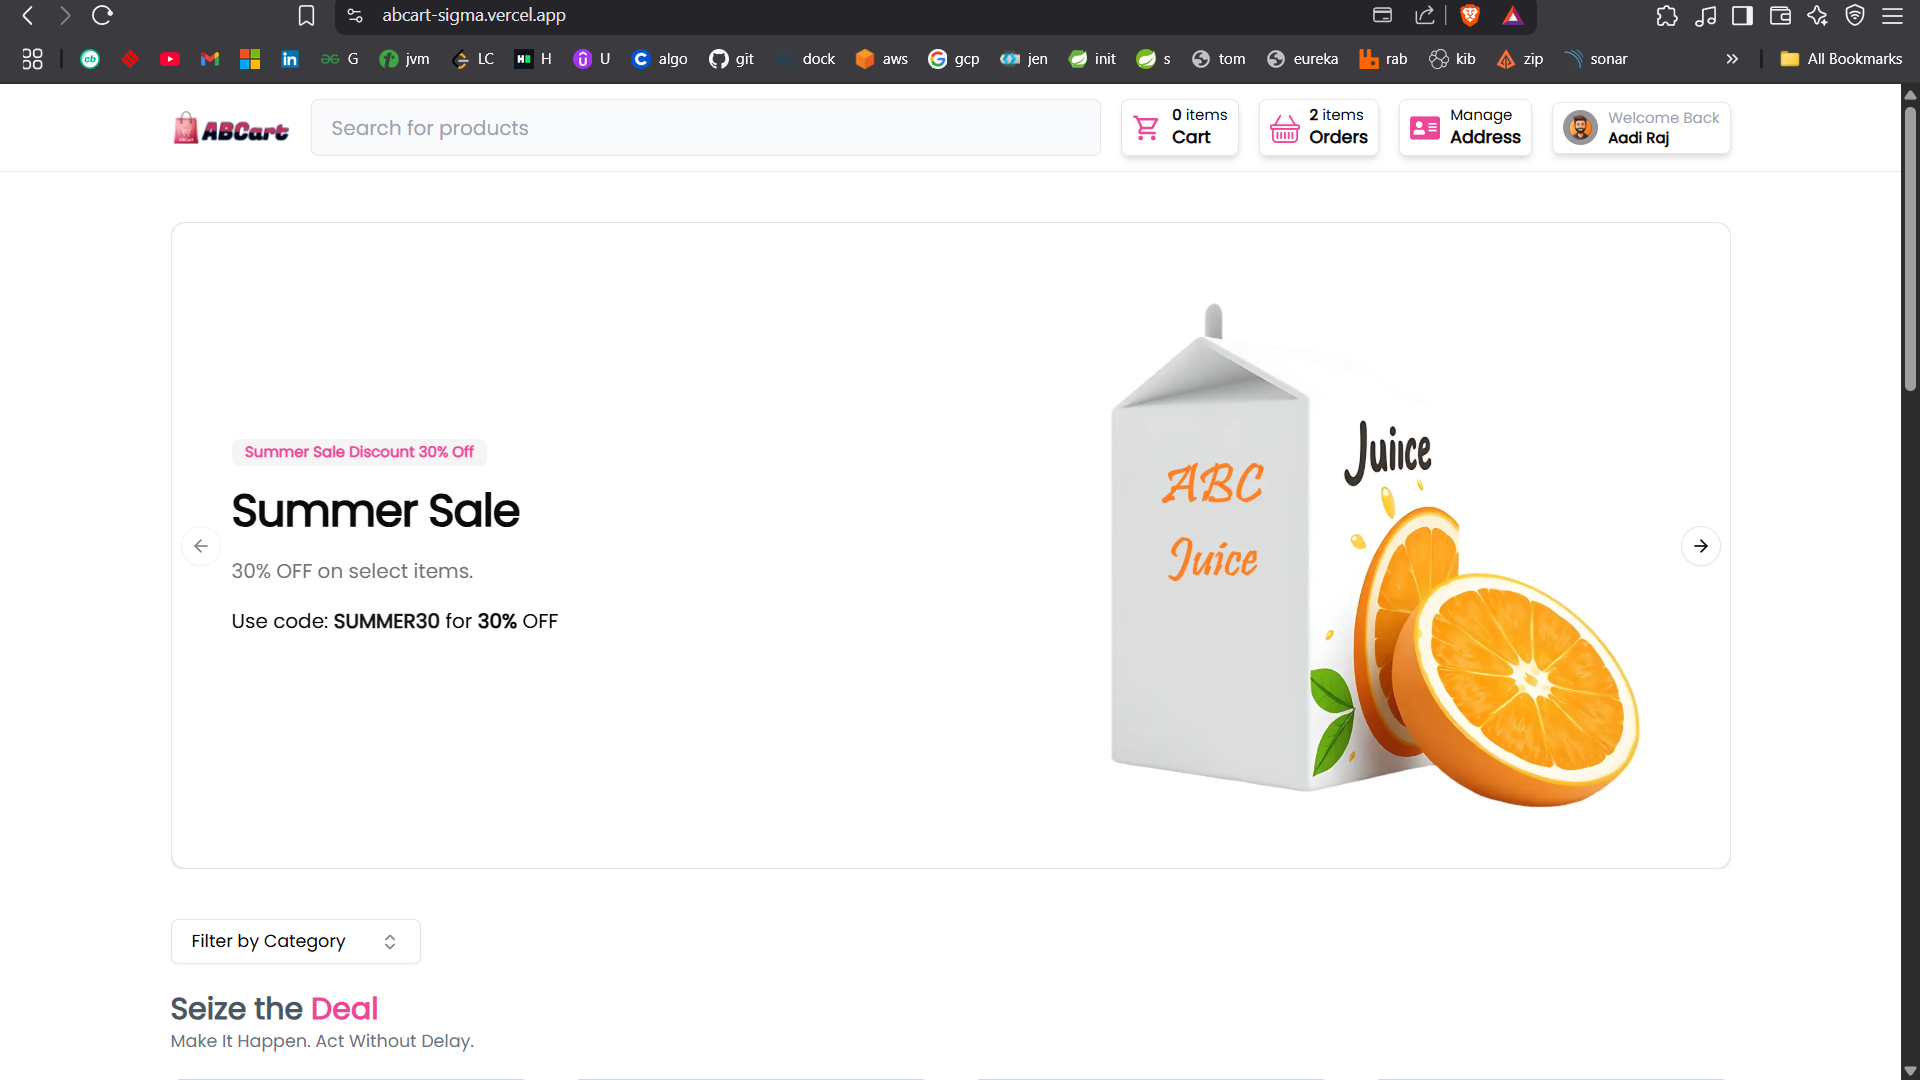 abcart-sigma.vercel.app
cb
G
jvm
LC
H
U
algo
git
dock
aws
gcp
jen
init
s
tom
eureka
rab
kib
zip
sonar
All Bookmarks
ABCart
Search for products
0 items
Cart
2 items
Orders
Manage
Address
Welcome Back
Aadi Raj
Summer Sale Discount 30% Off
Summer Sale
30% OFF on select items.
Use code: SUMMER30 for 30% OFF
ABC
Juice
Juiice
Filter by Category
Seize the Deal
Make It Happen. Act Without Delay.